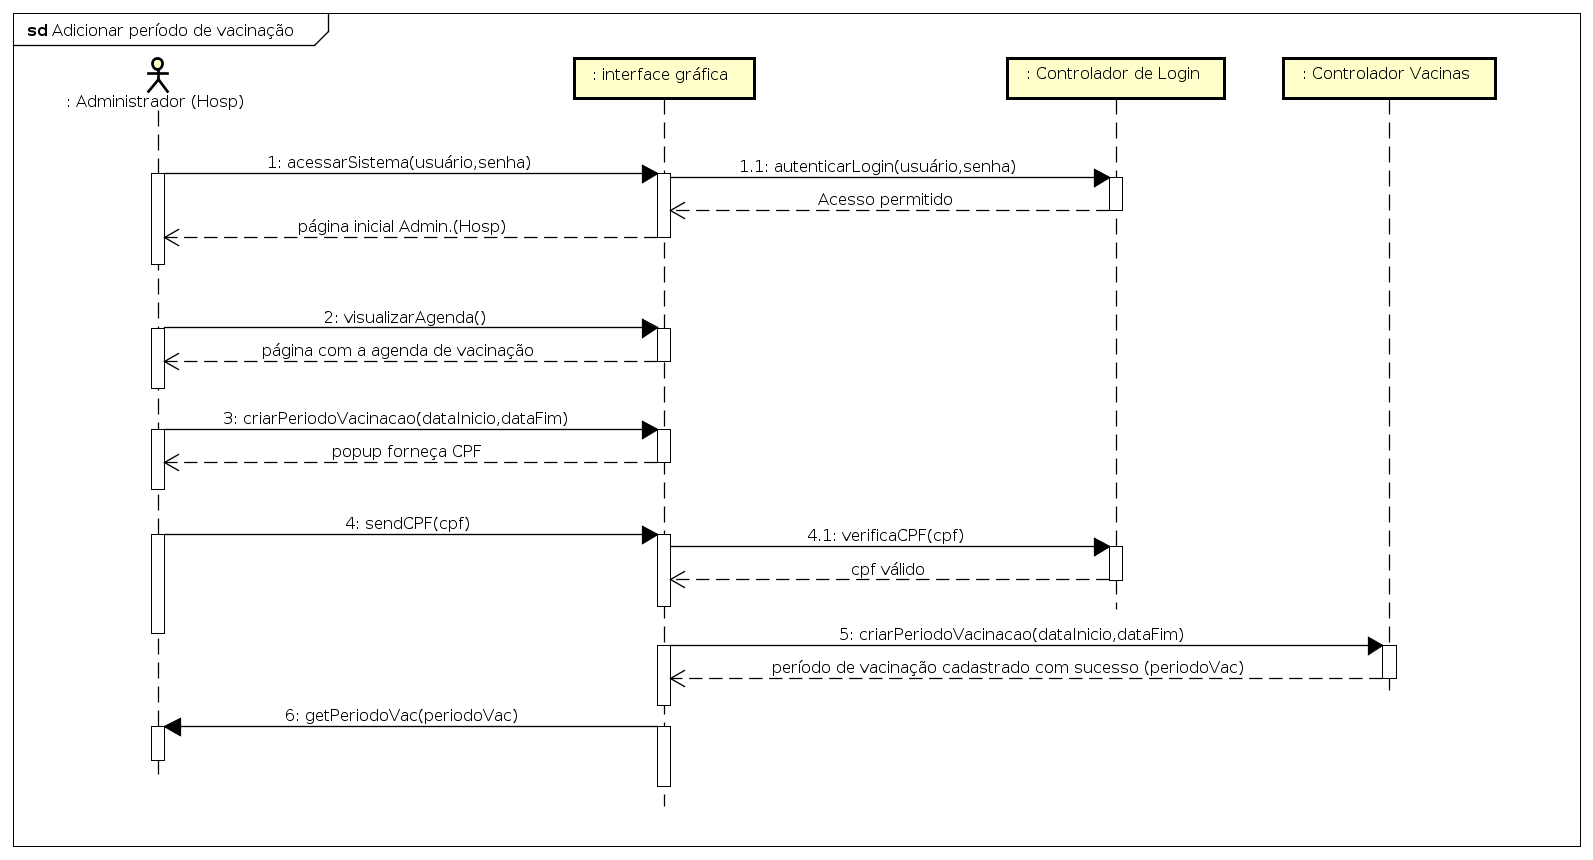 sd Adicionar período de vacinação
: Administrador (Hosp)
: interface gráfica
: Controlador de Login
: Controlador Vacinas
1: acessarSistema(usuário,senha)
1.1: autenticarLogin(usuário,senha)
Acesso permitido
página inicial Admin.(Hosp)
2: visualizarAgenda()
página com a agenda de vacinação
3: criarPeriodoVacinacao(dataInicio,dataFim)
popup forneça CPF
4: sendCPF(cpf)
4.1: verificaCPF(cpf)
cpf válido
5: criarPeriodoVacinacao(dataInicio,dataFim)
período de vacinação cadastrado com sucesso (periodoVac)
6: getPeriodoVac(periodoVac)